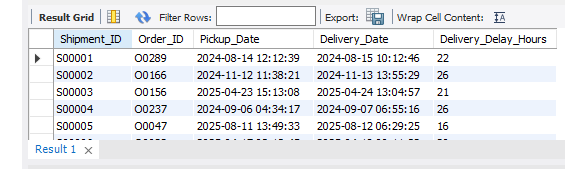 Result Grid Filter Rows: Export: Wrap Cell Content: IA
Shipment_ID Order_ID Pickup_Date Delivery_Date Delivery_Delay_Hours
S00001 O0289 2024-08-14 12:12:39 2024-08-15 10:12:46 22
S00002 O0166 2024-11-12 11:38:21 2024-11-13 13:55:29 26
S00003 O0156 2025-04-23 15:13:08 2025-04-24 13:04:57 21
S00004 O0237 2024-09-06 04:34:17 2024-09-07 06:55:16 26
S00005 O0047 2025-08-11 13:49:33 2025-08-12 06:29:25 16
Result 1